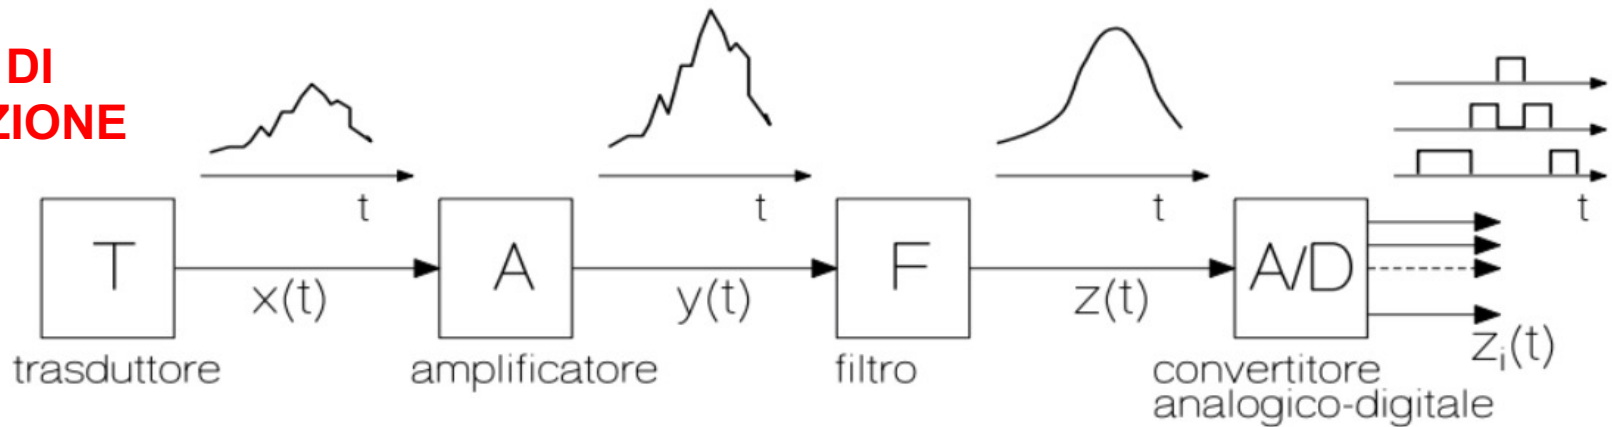 DI
ZIONE
t
t
t
t
T
A
F
A/D
x(t)
y(t)
z(t)
zi(t)
trasduttore
amplificatore
filtro
convertitore
analogico-digitale